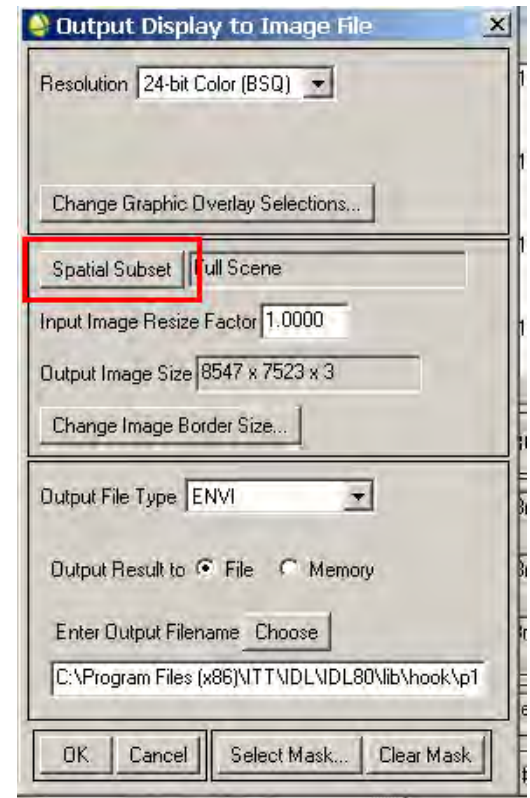 Output Display to Image File
Resolution 24-bit Color (BSQ)
Change Graphic Overlay Selections...
Spatial Subset Full Scene
Input Image Resize Factor 1.0000
Output Image Size 8547 x 7523 x 3
Change Image Border Size...
Output File Type ENVI
Output Result to File Memory
Enter Output Filename Choose
C:\Program Files (x86)\ITT\IDL\IDL80\lib\hook\p1
OK Cancel Select Mask... Clear Mask